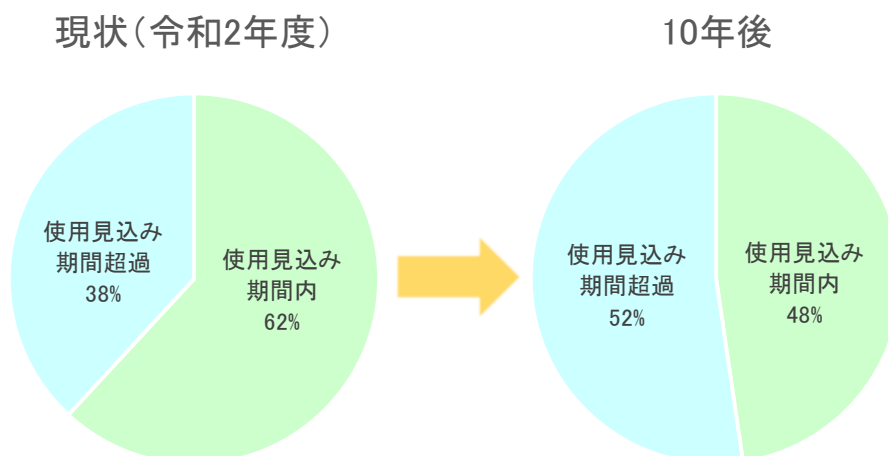 現状（令和2年度）
使用見込み
期間超過
38%
使用見込み
期間内
62%
10年後
使用見込み
期間超過
52%
使用見込み
期間内
48%